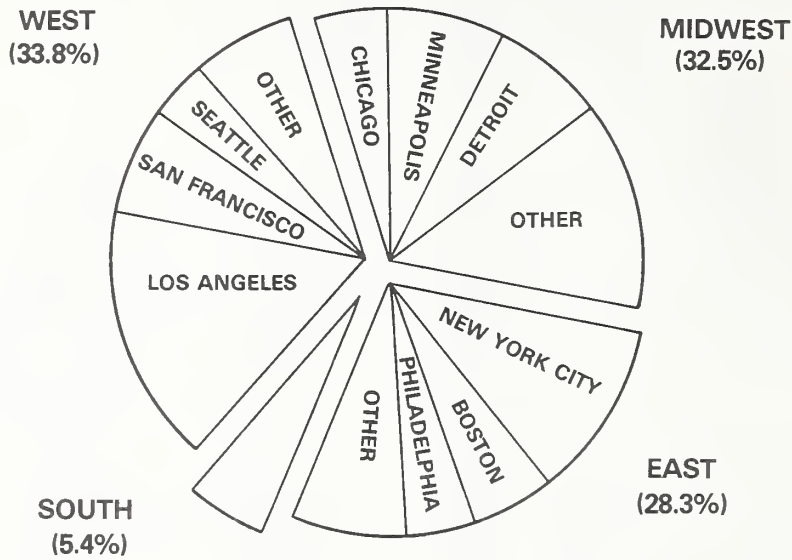 WEST
(33.8%)
MIDWEST
(32.5%)
OTHER
SEATTLE
SAN FRANCISCO
LOS ANGELES
CHICAGO
MINNEAPOLIS
DETROIT
OTHER
NEW YORK CITY
BOSTON
PHILADELPHIA
OTHER
EAST
(28.3%)
SOUTH
(5.4%)